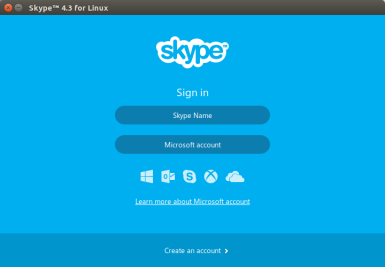 Skype™ 4.3 for Linux
skype™
Sign in
Skype Name
Microsoft account
Learn more about Microsoft account
Create an account >